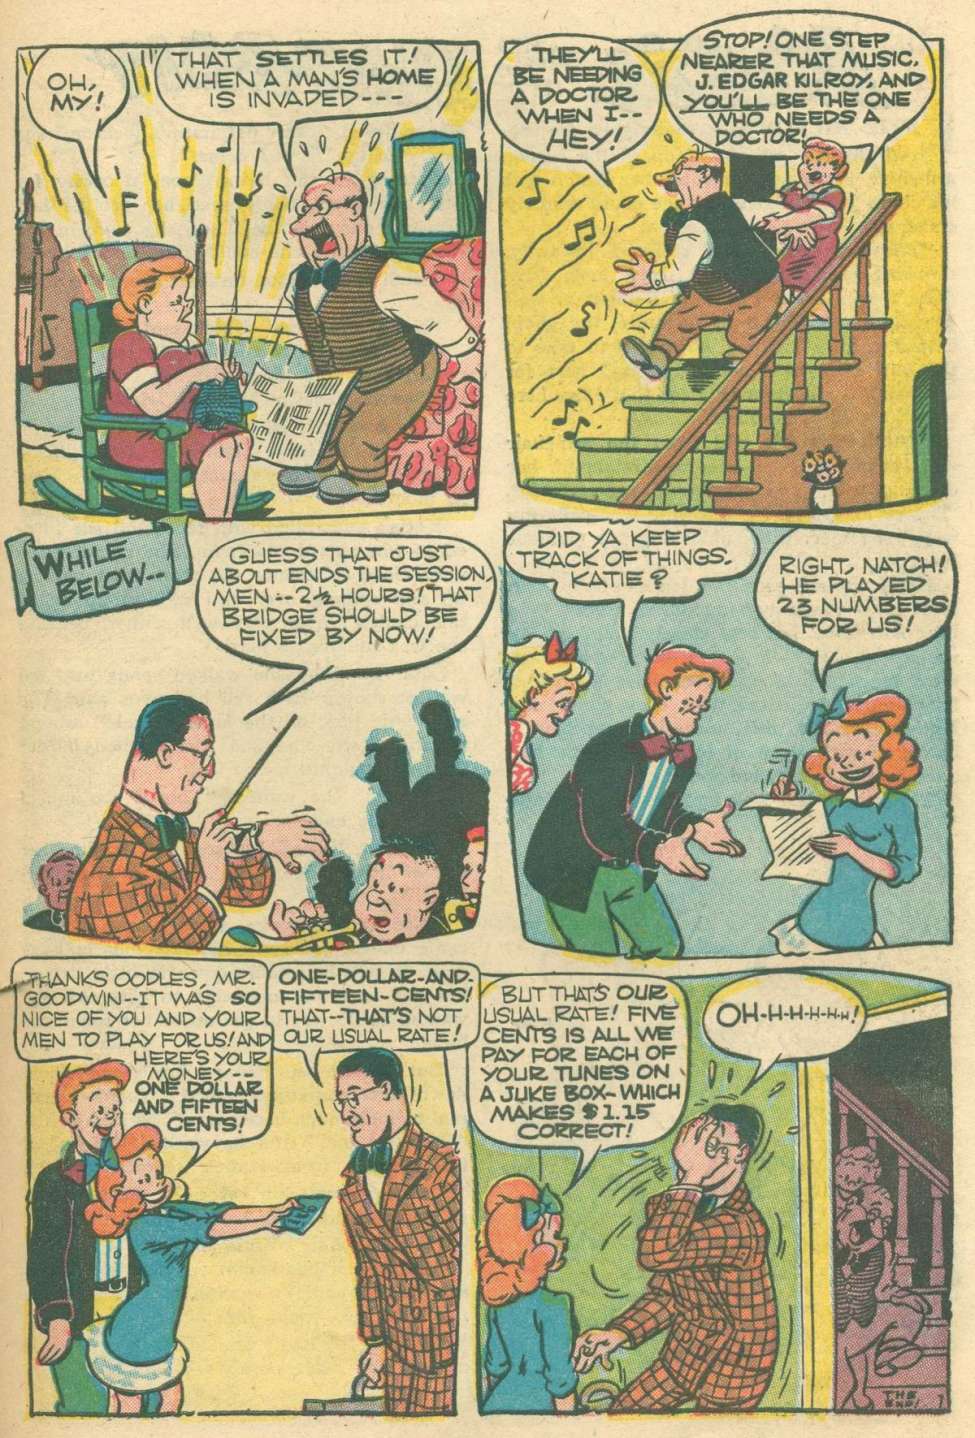 OH,
MY!
THAT SETTLES IT!
WHEN A MAN'S HOME
IS INVADED---
THEY'LL
BE NEEDING
A DOCTOR
WHEN I--
HEY!
STOP! ONE STEP
NEARER THAT MUSIC,
J. EDGAR KILROY, AND
YOU'LL BE THE ONE
WHO NEEDS A
DOCTOR!
WHILE
BELOW--
GUESS THAT JUST
ABOUT ENDS THE SESSION,
MEN -- 2½ HOURS! THAT
BRIDGE SHOULD BE
FIXED BY NOW!
DID YA KEEP
TRACK OF THINGS,
KATIE?
RIGHT, NATCH!
HE PLAYED
23 NUMBERS
FOR US!
THANKS OODLES, MR.
GOODWIN--IT WAS SO
NICE OF YOU AND YOUR
MEN TO PLAY FOR US! AND
HERE'S YOUR
MONEY--
ONE DOLLAR
AND FIFTEEN
CENTS!
ONE-DOLLAR-AND-
FIFTEEN-CENTS!
THAT--THAT'S NOT
OUR USUAL RATE!
BUT THAT'S OUR
USUAL RATE! FIVE
CENTS IS ALL WE
PAY FOR EACH OF
YOUR TUNES ON
A JUKE BOX-WHICH
MAKES $1.15
CORRECT!
OH-H-H-H-H-H!
THE
END!
7